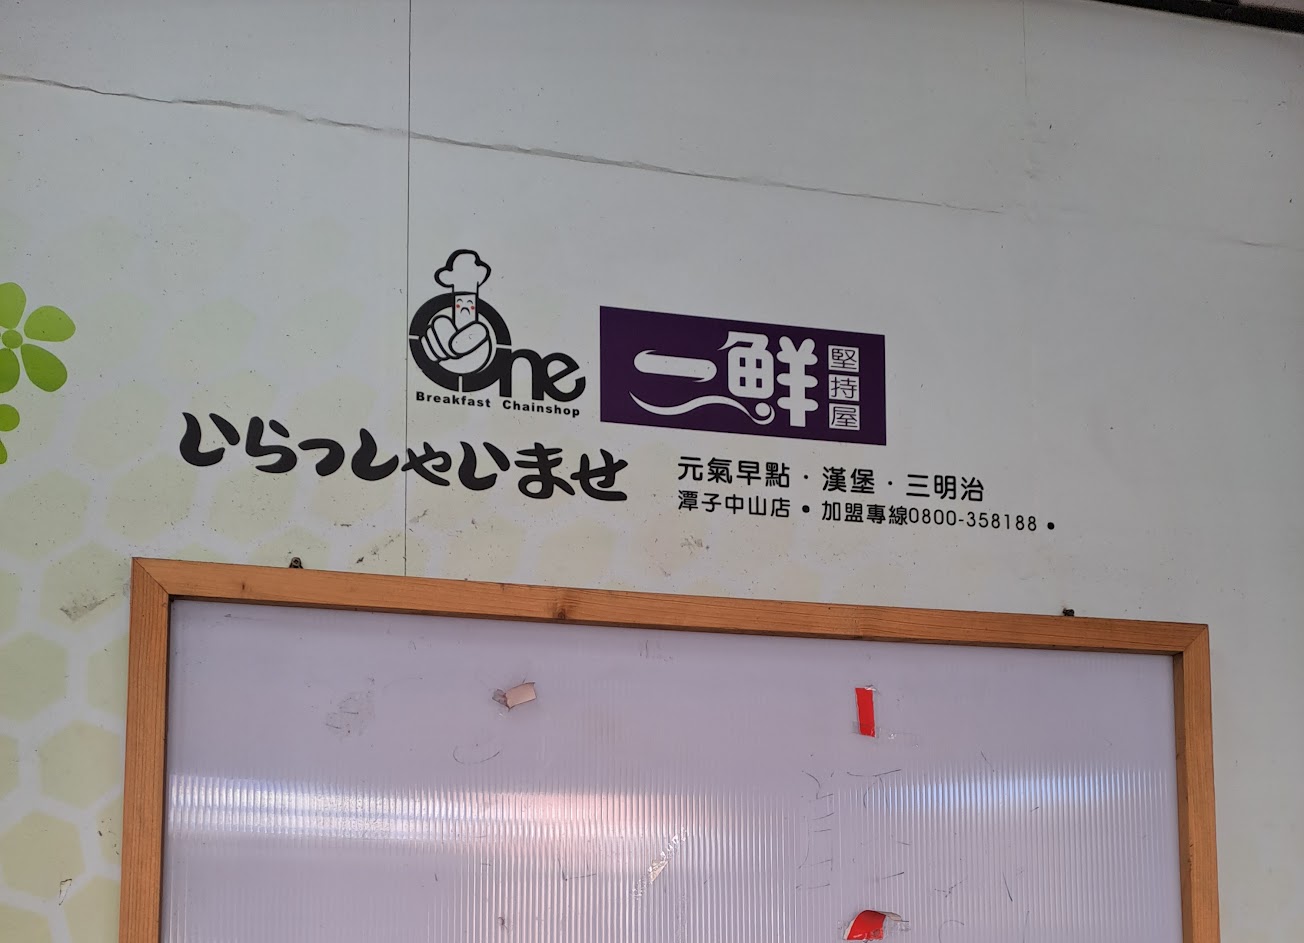 One
Breakfast Chainshop
一鮮
堅持屋
いらっしゃいませ
元氣早點・漢堡・三明治
潭子中山店•加盟專線0800-358188•